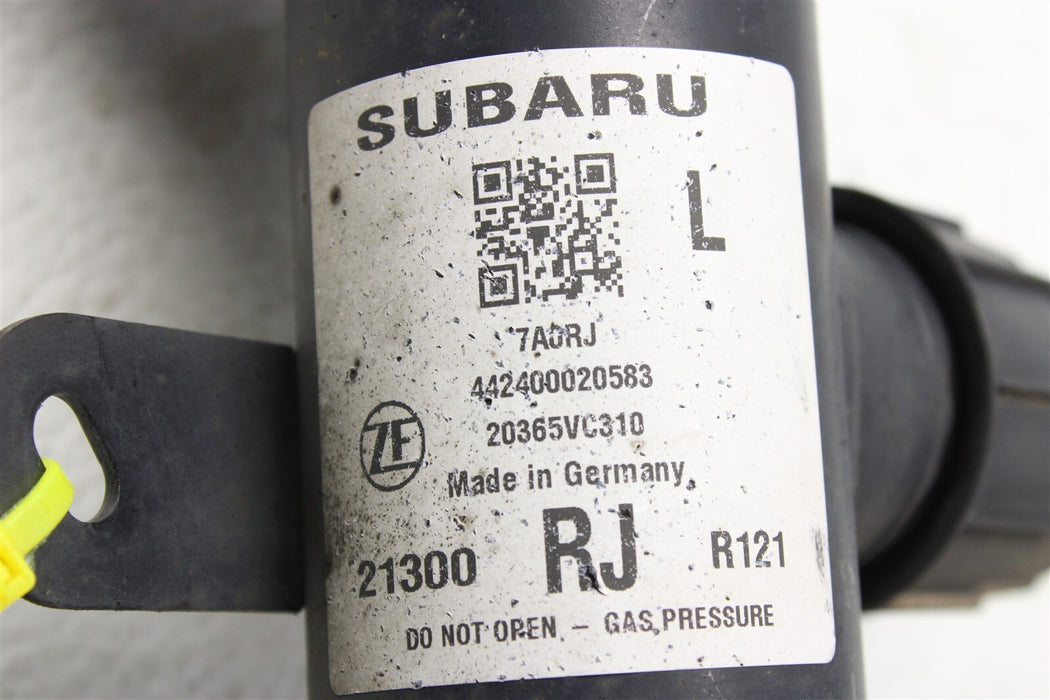 SUBARU
L
7A0RJ
442400020583
20365VC310
ZF
Made in Germany
21300 RJ R121
DO NOT OPEN - GAS PRESSURE